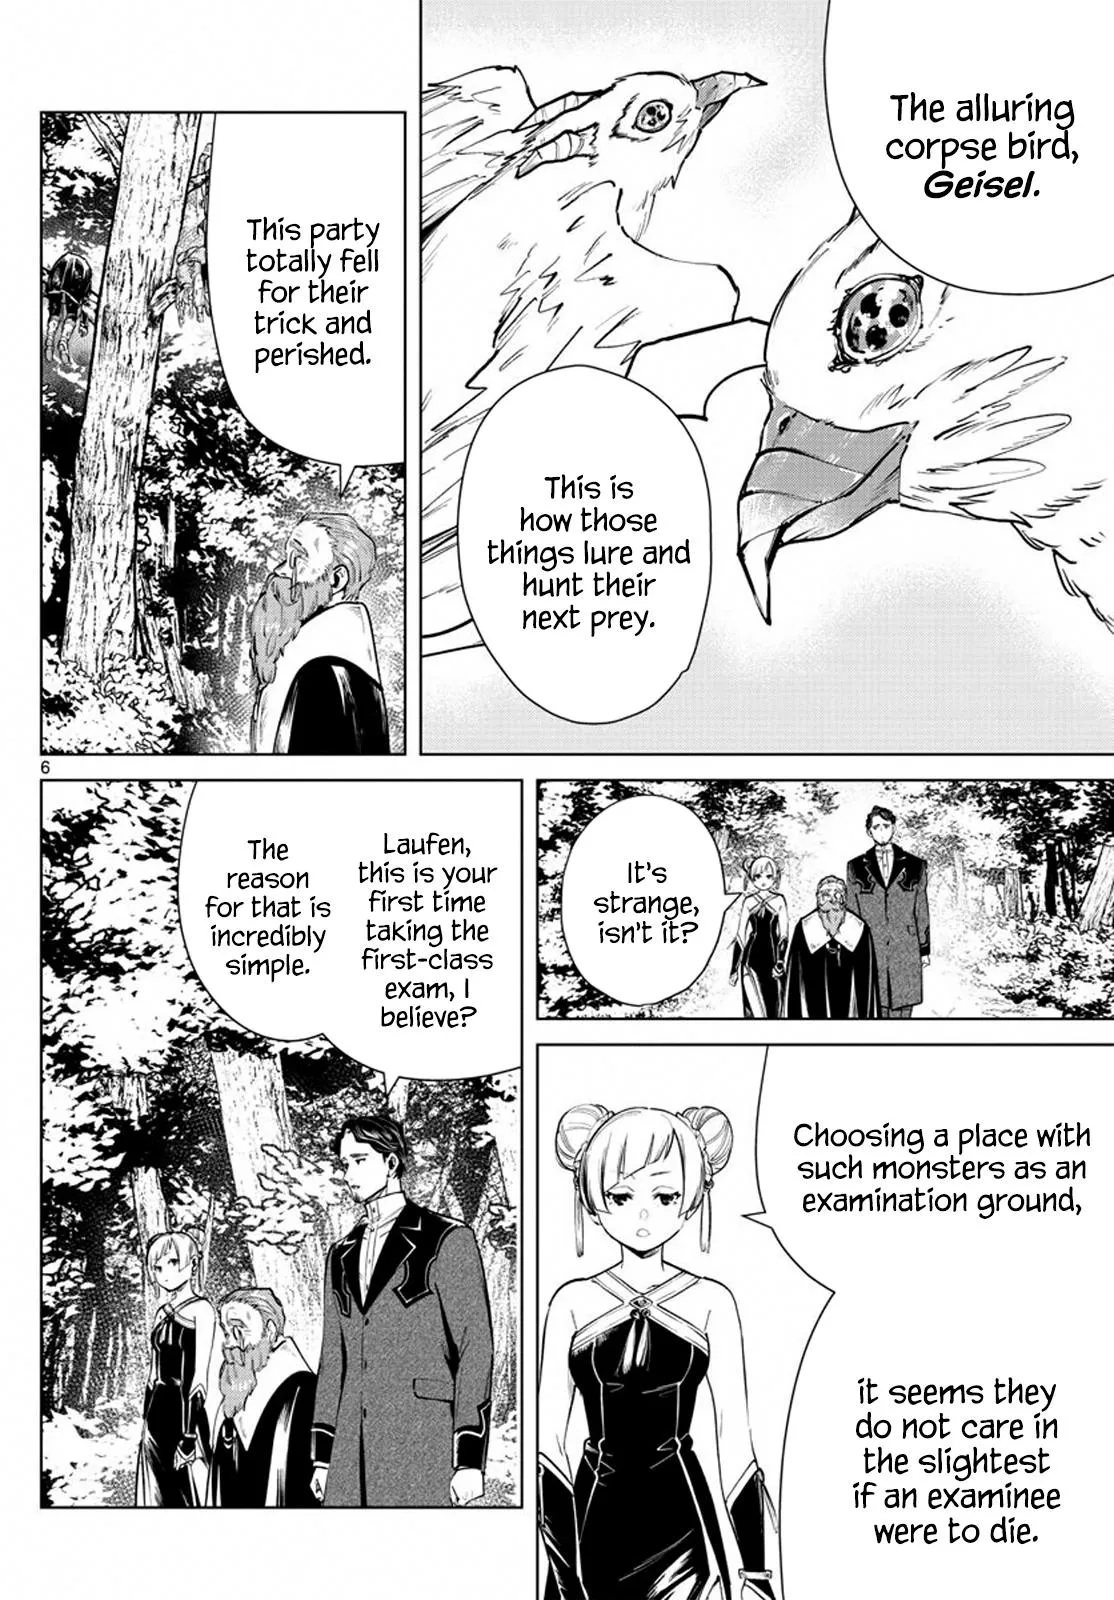 The alluring
corpse bird,
Geisel.
This is
how those
things lure and
hunt their
next prey.
This party
totally fell
for their
trick and
perished.
6
It's
strange,
isn't it?
Choosing a place with
such monsters as an
examination ground,
it seems they
do not care in
the slightest
if an examinee
were to die.
Laufen,
this is your
first time
taking the
first-class
exam, I
believe?
The
reason
for that is
incredibly
simple.